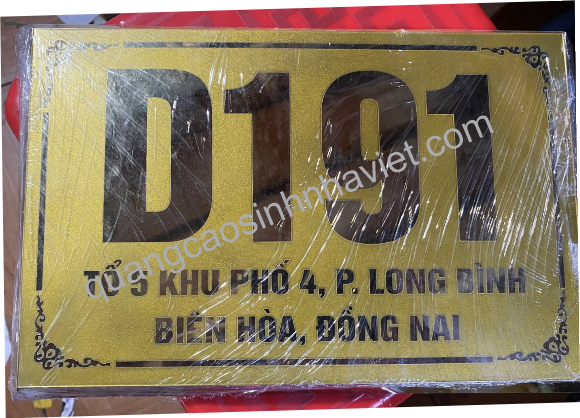 D191
quangcaosinhnhaviet.com
TỔ 5 KHU PHỐ 4, P. LONG BÌNH
BIÊN HÒA, ĐỒNG NAI